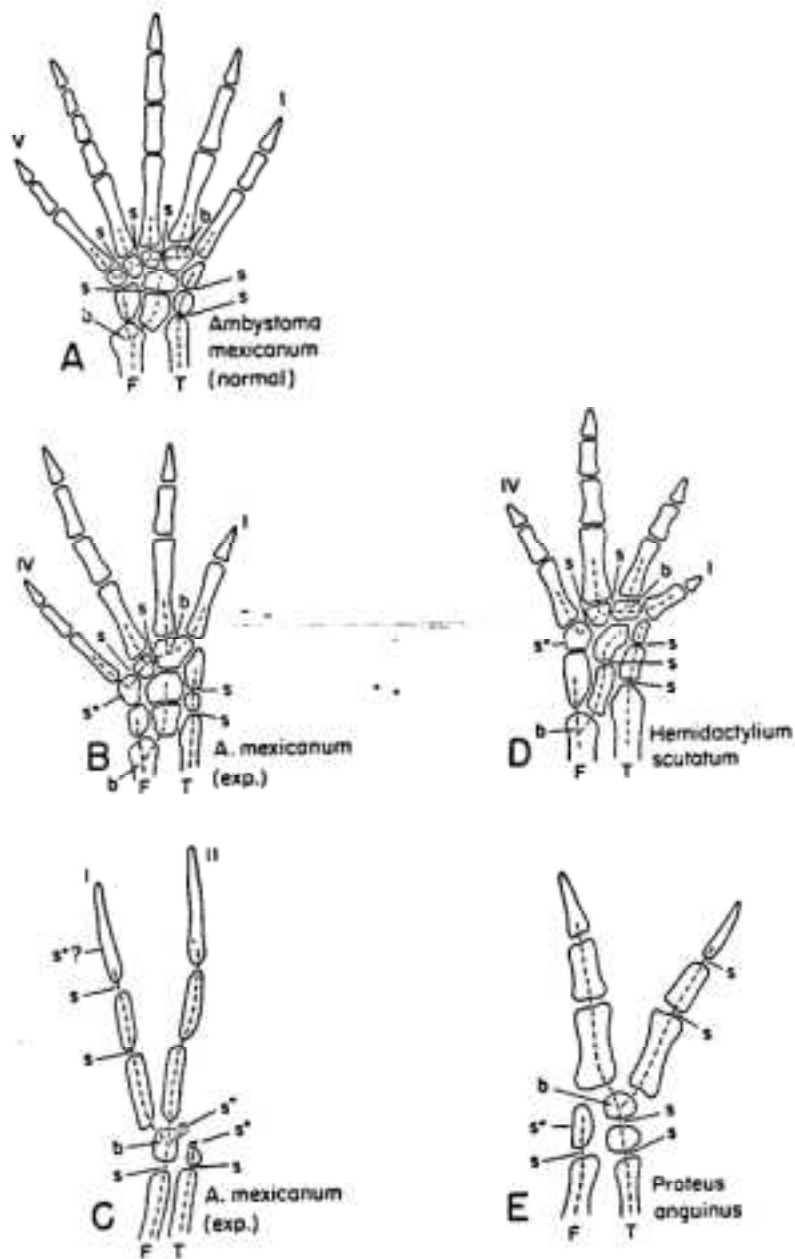 I
V
s
s
s
b
s
s
s
s
b
A
Ambystoma
mexicanum
(normal)
F
T
I
IV
s
b
s
s*
s
s
B
A. mexicanum
(exp.)
b
F
T
IV
s
s
b
I
s*
s
s
s
b
D
Hemidactylium
scutatum
F
T
II
I
s*?
s
s
s*
b
s*
s
s
C
A. mexicanum
(exp.)
F
T
s
s
b
s*
s
s
s
E
Proteus
anguinus
F
T